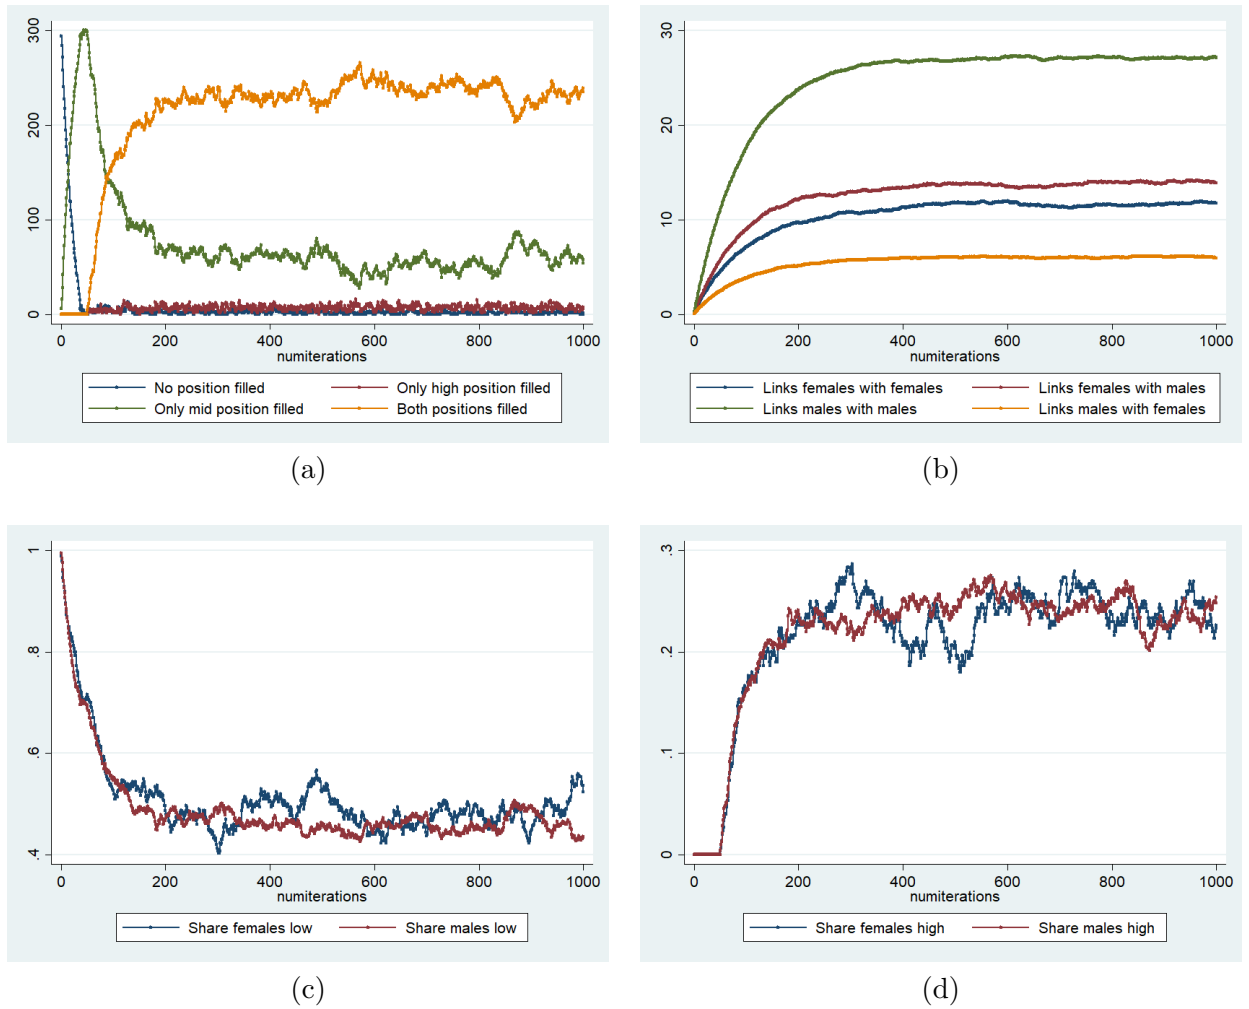 300
200
100
0
0 200 400 600 800 1000
numiterations
No position filled Only high position filled
Only mid position filled Both positions filled
(a)
30
20
10
0
0 200 400 600 800 1000
numiterations
Links females with females Links females with males
Links males with males Links males with females
(b)
1
.8
.6
.4
0 200 400 600 800 1000
numiterations
Share females low Share males low
(c)
.3
.2
.1
0
0 200 400 600 800 1000
numiterations
Share females high Share males high
(d)